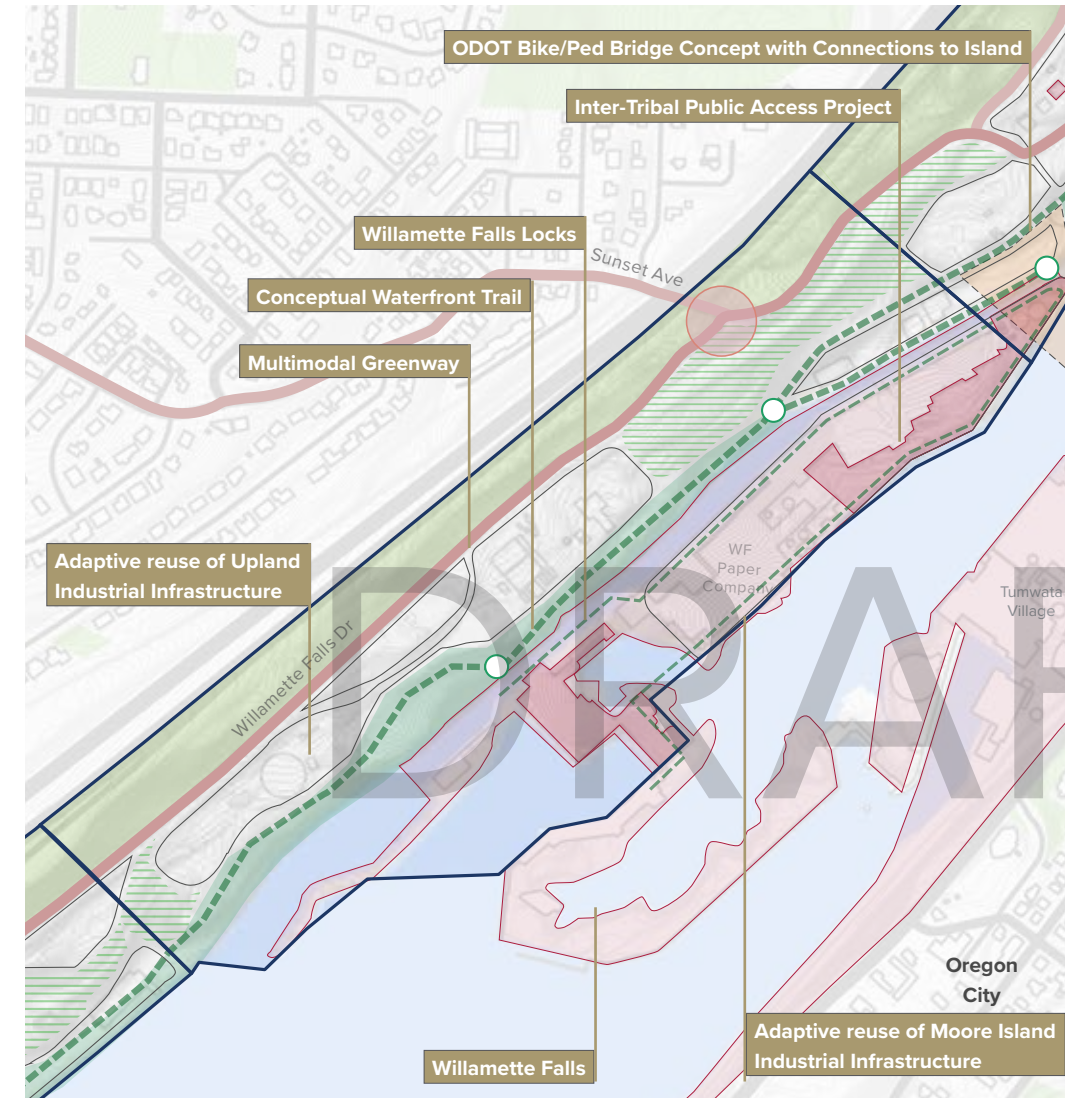 ODOT Bike/Ped Bridge Concept with Connections to Island
Inter-Tribal Public Access Project
Willamette Falls Locks
Sunset Ave
Conceptual Waterfront Trail
Multimodal Greenway
Adaptive reuse of Upland
Industrial Infrastructure
WF
Paper
Company
Tumwata
Village
Willamette Falls Dr
DRAF
Oregon
City
Adaptive reuse of Moore Island
Industrial Infrastructure
Willamette Falls